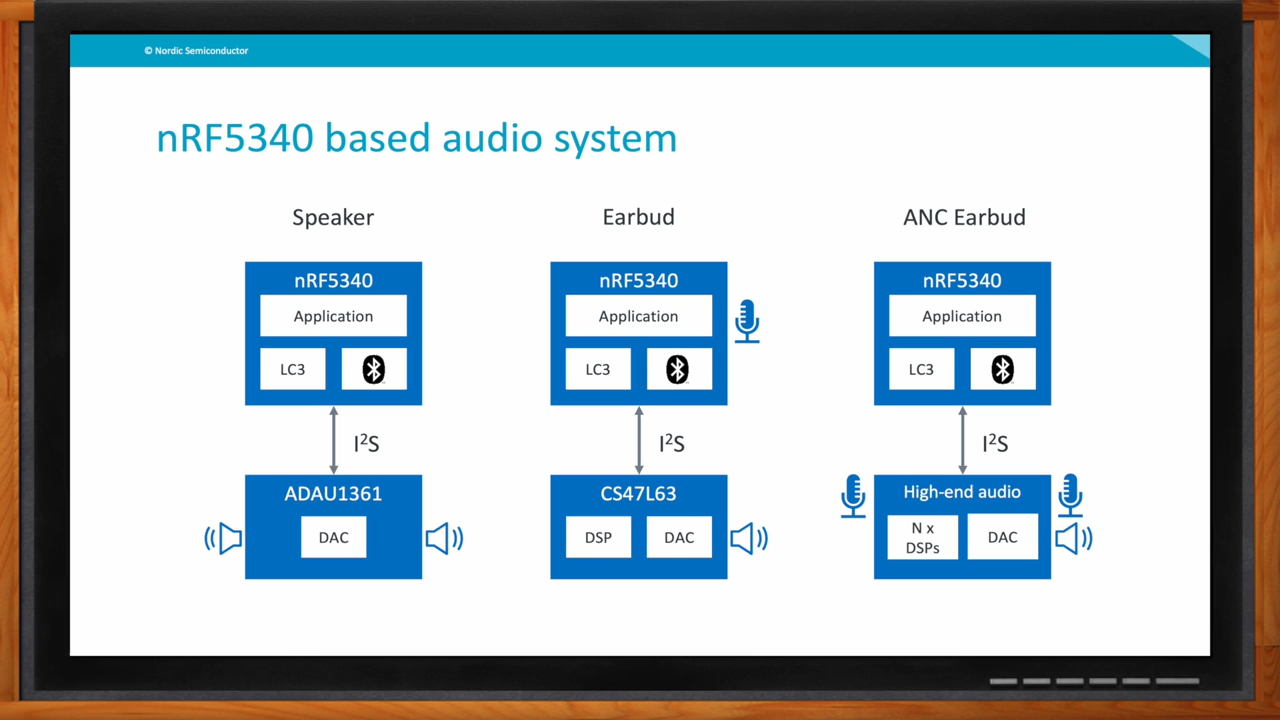 © Nordic Semiconductor
nRF5340 based audio system
Speaker
nRF5340
Application
LC3
I²S
ADAU1361
DAC
Earbud
nRF5340
Application
LC3
I²S
CS47L63
DSP
DAC
ANC Earbud
nRF5340
Application
LC3
I²S
High-end audio
N x
DSPs
DAC